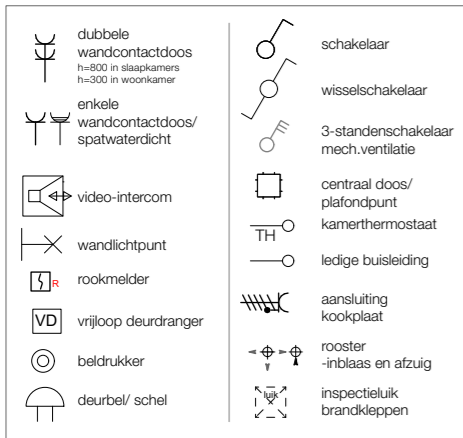 dubbele
wandcontactdoos
h=800 in slaapkamers
h=300 in woonkamer
enkele
wandcontactdoos/
spatwaterdicht
video-intercom
wandlichtpunt
R
rookmelder
VD
vrijloop deurdranger
beldrukker
deurbel/ schel
schakelaar
wisselschakelaar
3-standenschakelaar
mech.ventilatie
centraal doos/
plafondpunt
kamerthermostaat
TH
ledige buisleiding
aansluiting
kookplaat
rooster
-inblaas en afzuig
luik
inspectieluik
brandkleppen